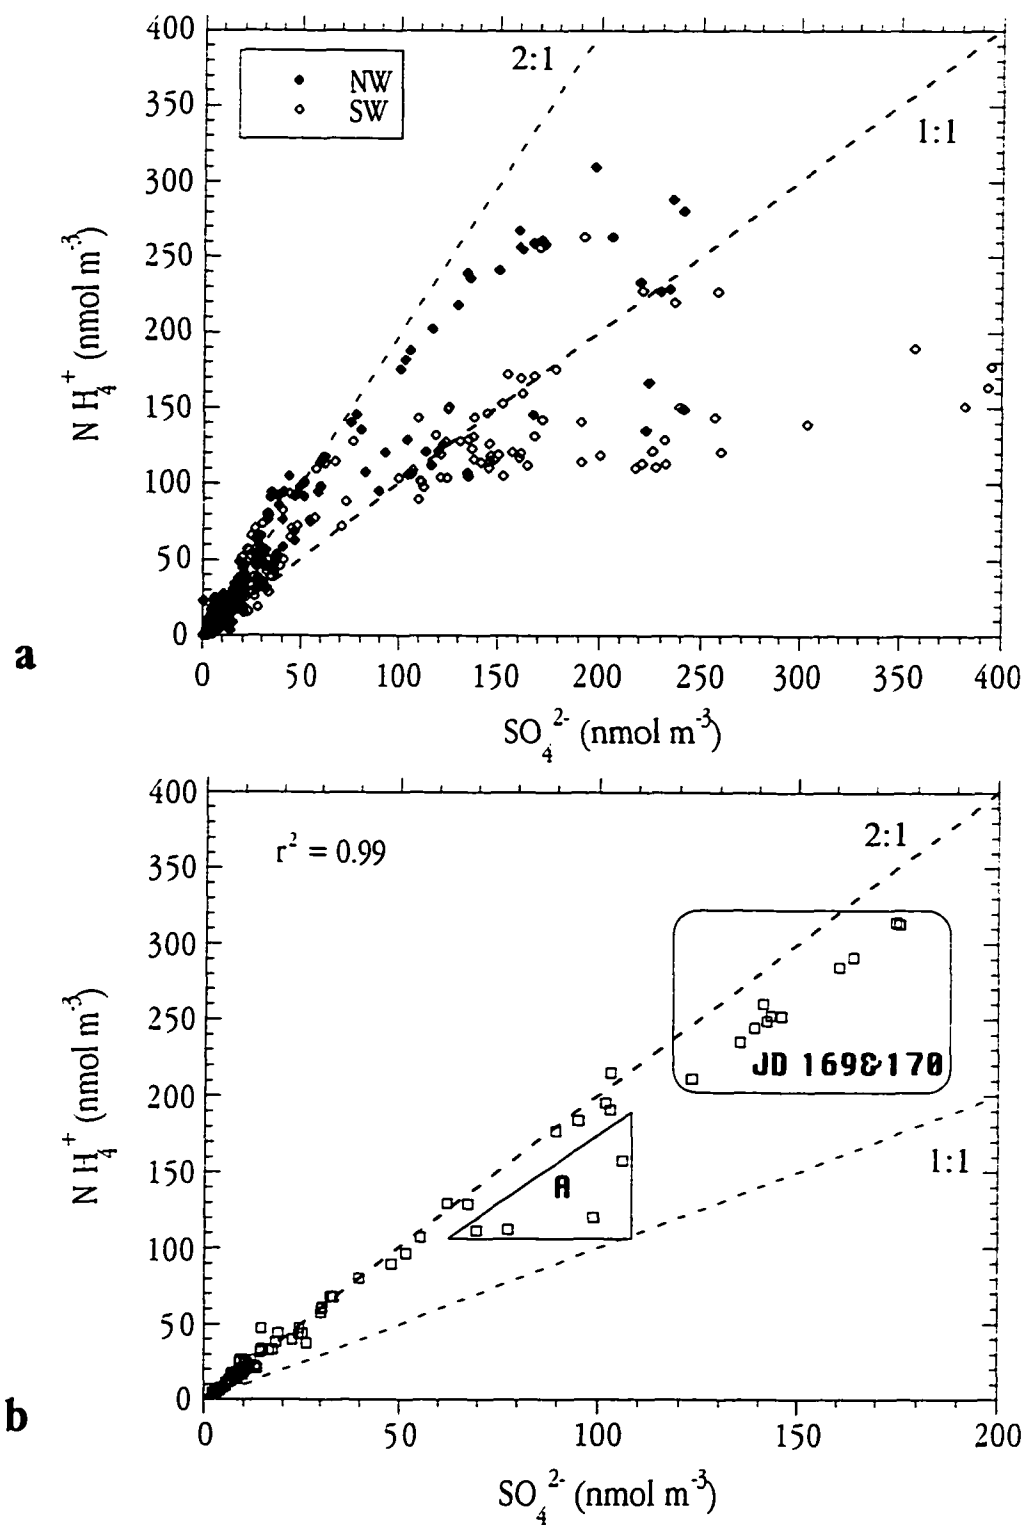 400
350
300
250
200
150
100
50
0
NH₄⁺ (nmol m⁻³)
NW
SW
2:1
1:1
0 50 100 150 200 250 300 350 400
SO₄²⁻ (nmol m⁻³)
a
400
350
300
250
200
150
100
50
0
NH₄⁺ (nmol m⁻³)
r² = 0.99
2:1
JD 169&170
A
1:1
0 50 100 150 200
SO₄²⁻ (nmol m⁻³)
b